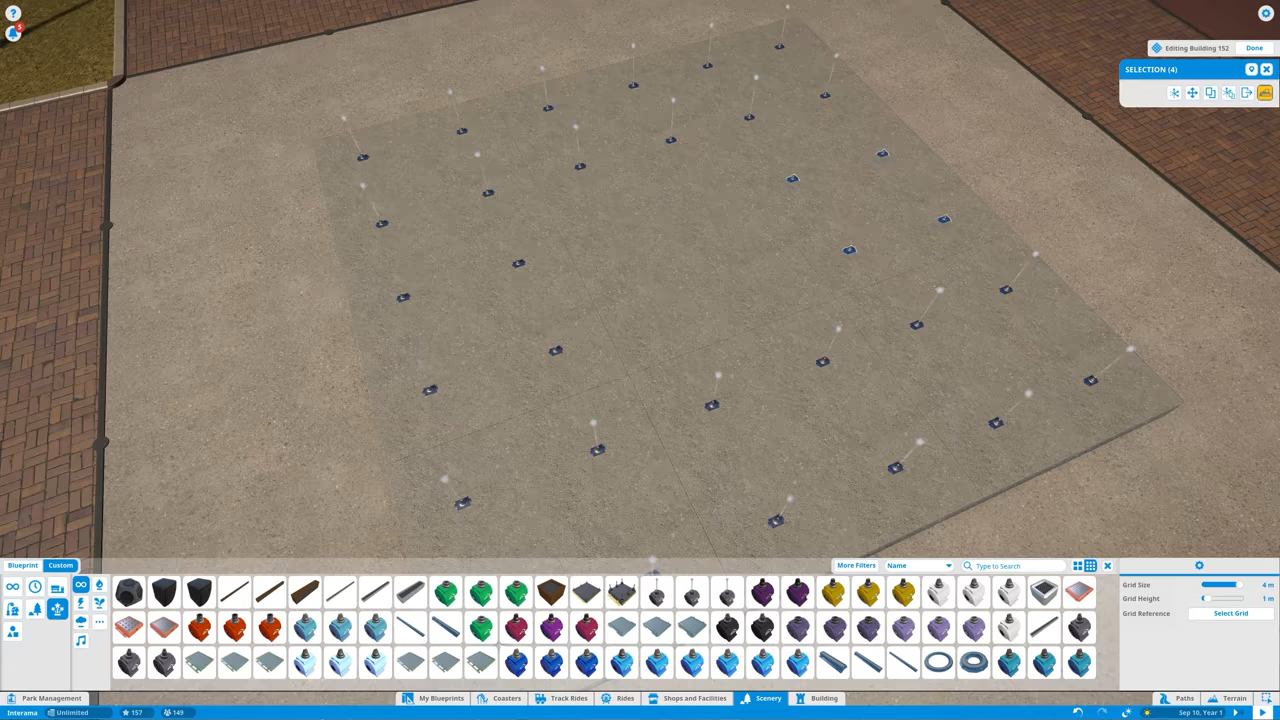 ?
5
Editing Building 152
Done
SELECTION (4)
Blueprint
Custom
More Filters
Name
Type to Search
Grid Size
4 m
Grid Height
1 m
Grid Reference
Select Grid
Park Management
My Blueprints
Coasters
Track Rides
Rides
Shops and Facilities
Scenery
Building
Paths
Terrain
Interama
Unlimited
157
149
Sep 10, Year 1